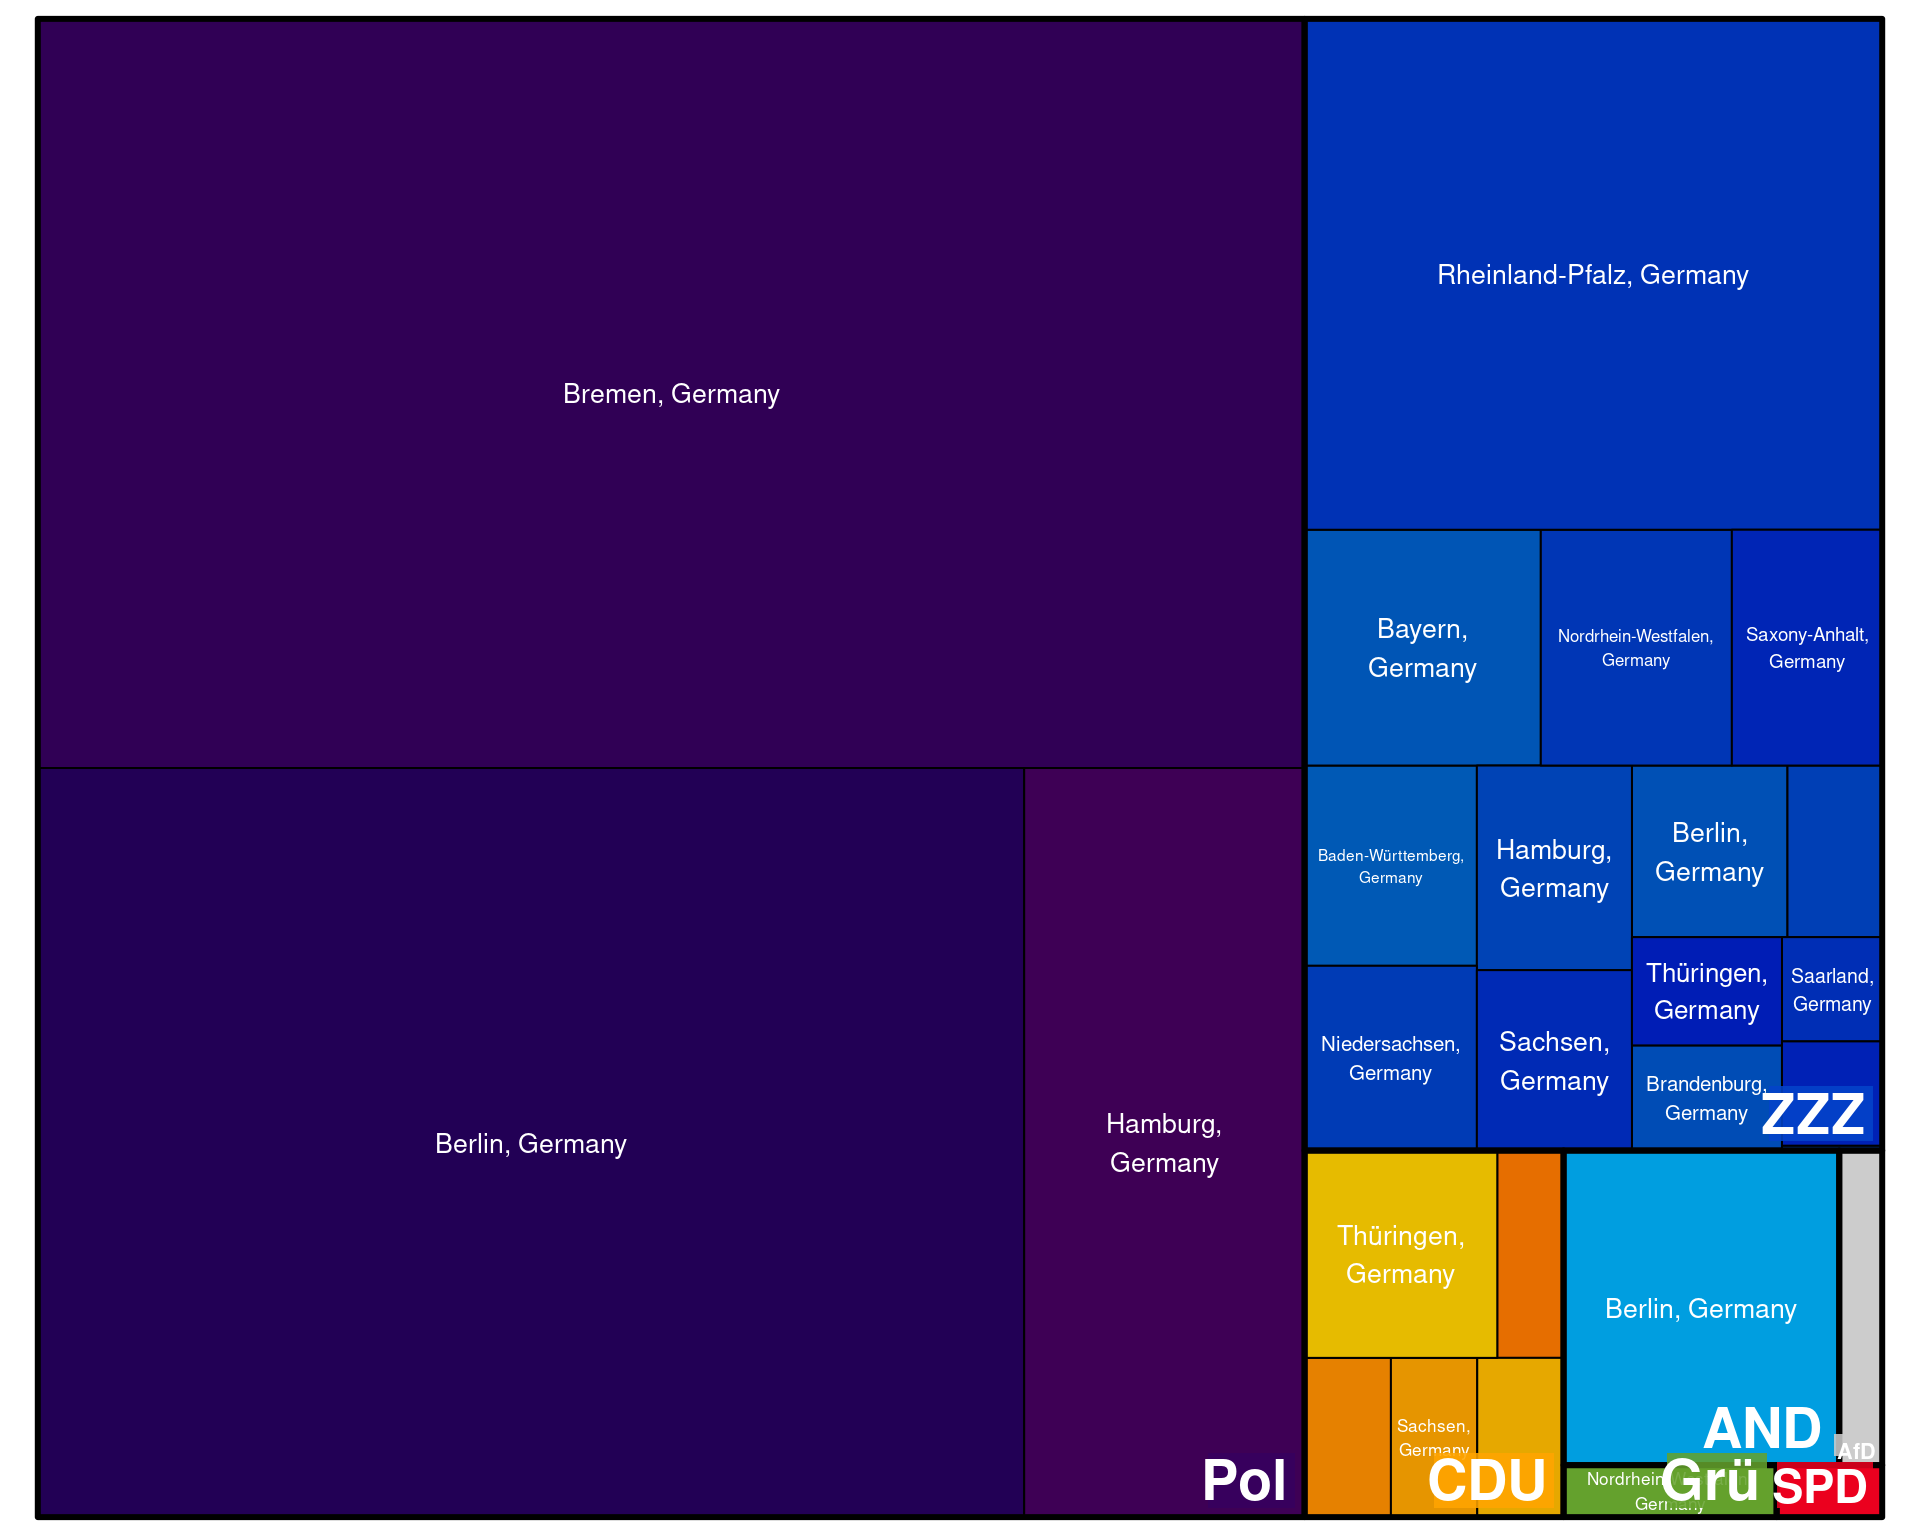 Bremen, Germany
Berlin, Germany
Hamburg,
Germany
Pol
Rheinland-Pfalz, Germany
Bayern,
Germany
Nordrhein-Westfalen,
Germany
Saxony-Anhalt,
Germany
Baden-Württemberg,
Germany
Hamburg,
Germany
Berlin,
Germany
Niedersachsen,
Germany
Sachsen,
Germany
Thüringen,
Germany
Saarland,
Germany
Brandenburg,
Germany
ZZZ
Thüringen,
Germany
Sachsen,
Germany
CDU
Berlin, Germany
AND
AfD
Germany
Grü
SPD